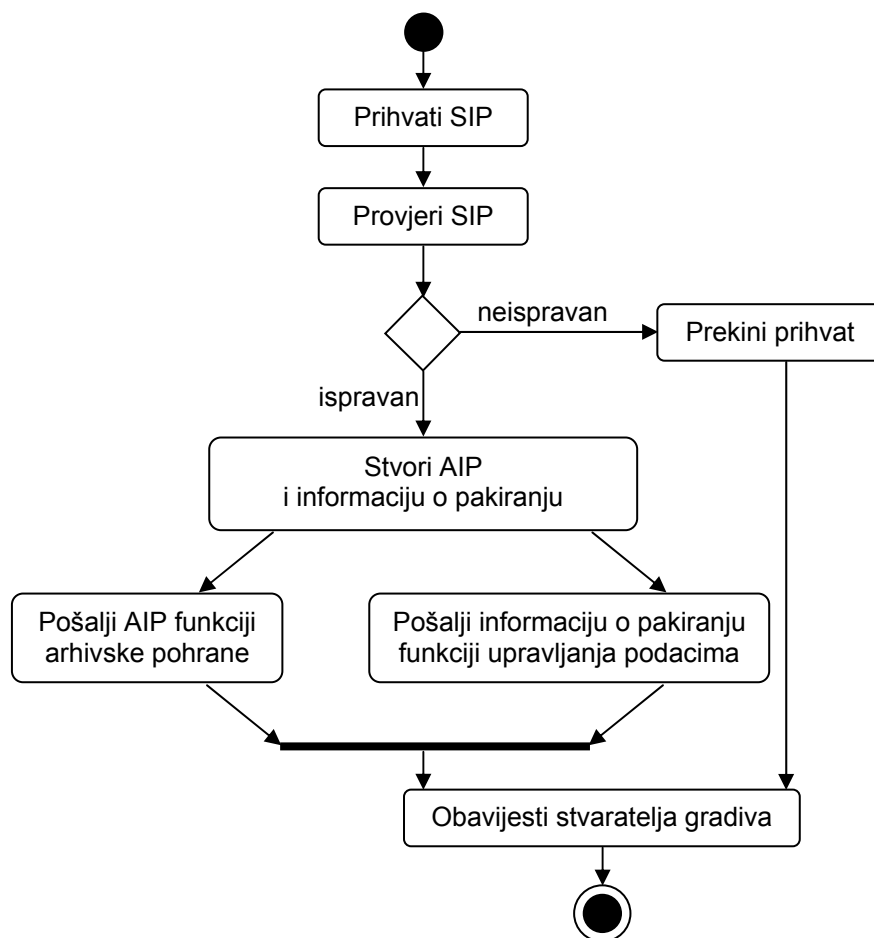 Prihvati SIP
Provjeri SIP
neispravan
Prekini prihvat
ispravan
Stvori AIP
i informaciju o pakiranju
Pošalji AIP funkciji
arhivske pohrane
Pošalji informaciju o pakiranju
funkciji upravljanja podacima
Obavijesti stvaratelja gradiva